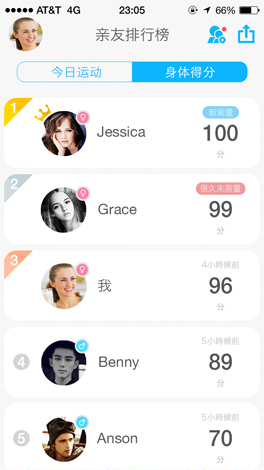 AT&T 4G 23:05 66%
亲友排行榜
今日运动 身体得分
1
Jessica
新测量
100
分
2
Grace
很久未测量
99
分
3
我
4小時候前
96
分
4
Benny
5小時候前
89
分
5
Anson
5小時候前
70
分